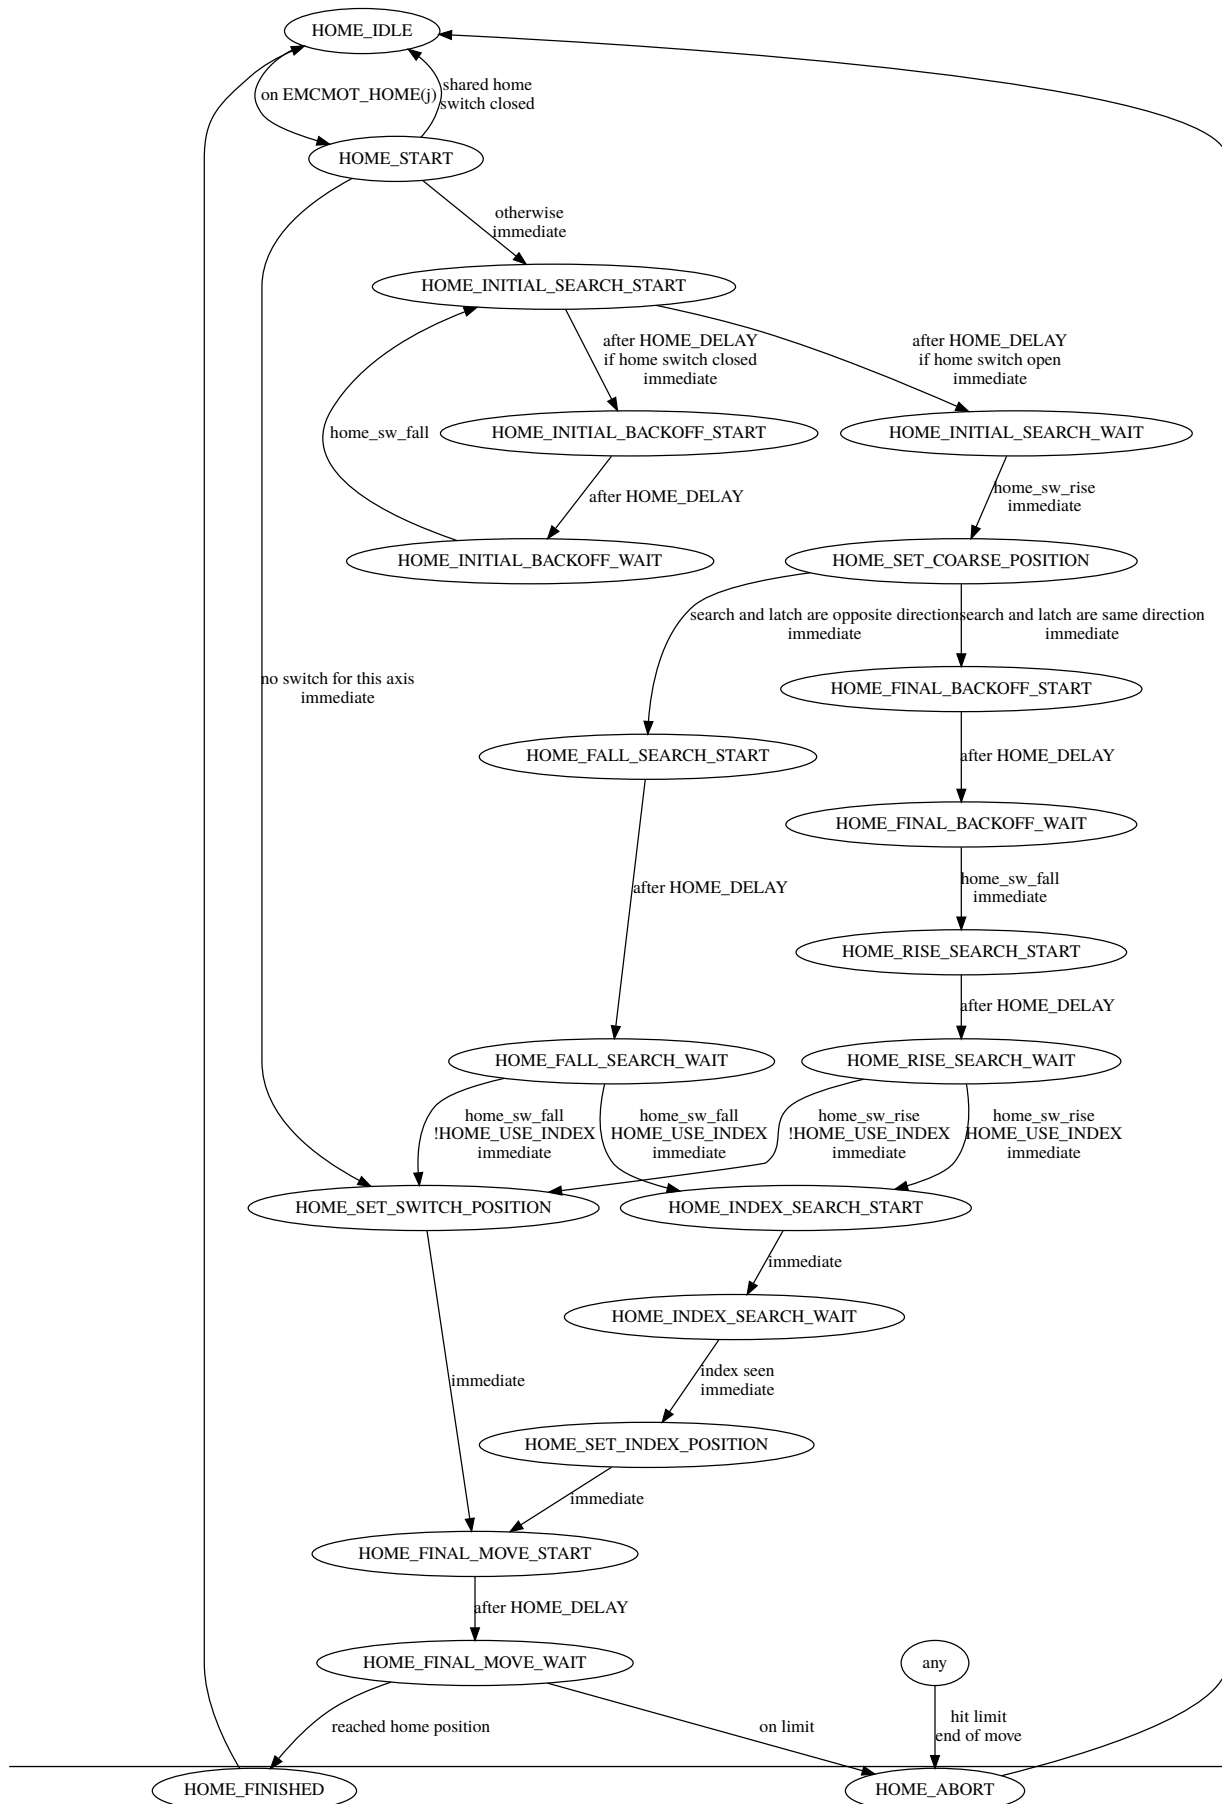 HOME_IDLE
on EMCMOT_HOME(j)
shared home
switch closed
HOME_START
otherwise
immediate
HOME_INITIAL_SEARCH_START
after HOME_DELAY
if home switch closed
immediate
after HOME_DELAY
if home switch open
immediate
home_sw_fall
HOME_INITIAL_BACKOFF_START
HOME_INITIAL_SEARCH_WAIT
after HOME_DELAY
home_sw_rise
immediate
HOME_INITIAL_BACKOFF_WAIT
HOME_SET_COARSE_POSITION
search and latch are opposite direction
immediate
search and latch are same direction
immediate
no switch for this axis
immediate
HOME_FINAL_BACKOFF_START
HOME_FALL_SEARCH_START
after HOME_DELAY
HOME_FINAL_BACKOFF_WAIT
after HOME_DELAY
home_sw_fall
immediate
HOME_RISE_SEARCH_START
after HOME_DELAY
HOME_FALL_SEARCH_WAIT
HOME_RISE_SEARCH_WAIT
home_sw_fall
!HOME_USE_INDEX
immediate
home_sw_fall
HOME_USE_INDEX
immediate
home_sw_rise
!HOME_USE_INDEX
immediate
home_sw_rise
HOME_USE_INDEX
immediate
HOME_SET_SWITCH_POSITION
HOME_INDEX_SEARCH_START
immediate
HOME_INDEX_SEARCH_WAIT
immediate
index seen
immediate
HOME_SET_INDEX_POSITION
immediate
HOME_FINAL_MOVE_START
after HOME_DELAY
HOME_FINAL_MOVE_WAIT
any
reached home position
on limit
hit limit
end of move
HOME_FINISHED
HOME_ABORT